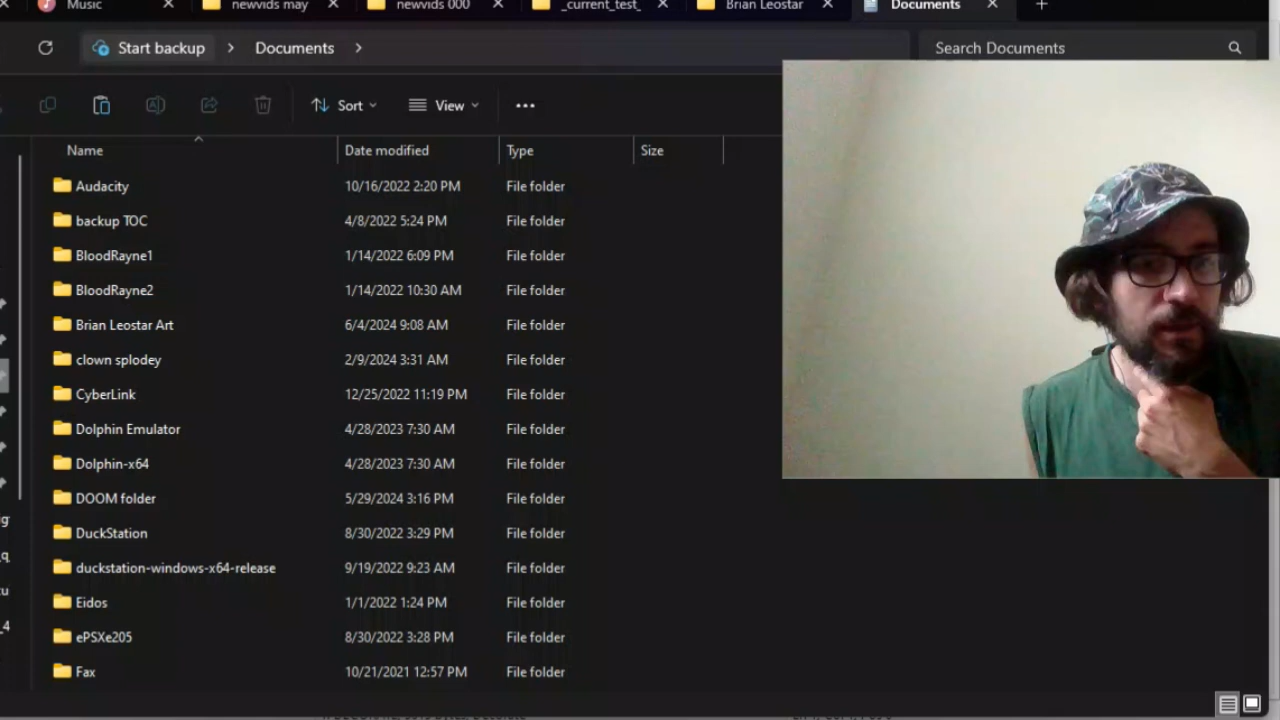 Music newvids may newvids 000 _current_test_ Brian Leostar Documents
Start backup > Documents > Search Documents
Sort View
Name Date modified Type Size
Audacity 10/16/2022 2:20 PM File folder
backup TOC 4/8/2022 5:24 PM File folder
BloodRayne1 1/14/2022 6:09 PM File folder
BloodRayne2 1/14/2022 10:30 AM File folder
Brian Leostar Art 6/4/2024 9:08 AM File folder
clown splodey 2/9/2024 3:31 AM File folder
CyberLink 12/25/2022 11:19 PM File folder
Dolphin Emulator 4/28/2023 7:30 AM File folder
Dolphin-x64 4/28/2023 7:30 AM File folder
DOOM folder 5/29/2024 3:16 PM File folder
DuckStation 8/30/2022 3:29 PM File folder
duckstation-windows-x64-release 9/19/2022 9:23 AM File folder
Eidos 1/1/2022 1:24 PM File folder
ePSXe205 8/30/2022 3:28 PM File folder
Fax 10/21/2021 12:57 PM File folder